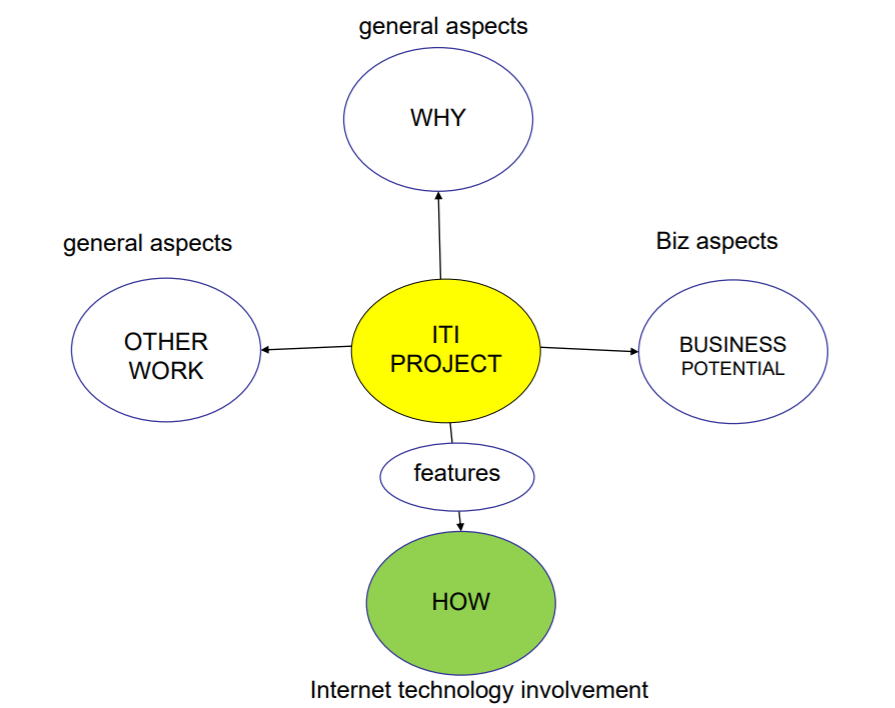 general aspects
WHY
general aspects
Biz aspects
OTHER
WORK
ITI
PROJECT
BUSINESS
POTENTIAL
features
HOW
Internet technology involvement